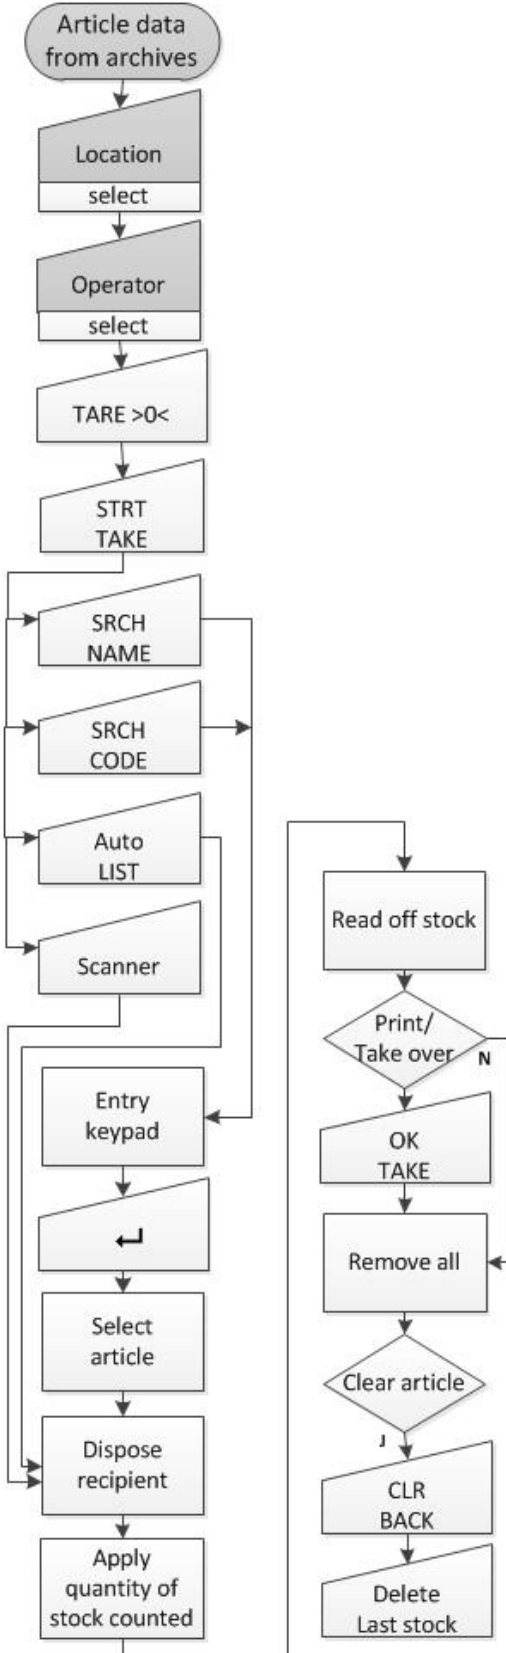 Article data
from archives
Location
select
Operator
select
TARE >0<
STRT
TAKE
SRCH
NAME
SRCH
CODE
Auto
LIST
Scanner
Entry
keypad
↵
Select
article
Dispose
recipient
Apply
quantity of
stock counted
Read off stock
Print/
Take over
N
OK
TAKE
Remove all
Clear article
J
CLR
BACK
Delete
Last stock